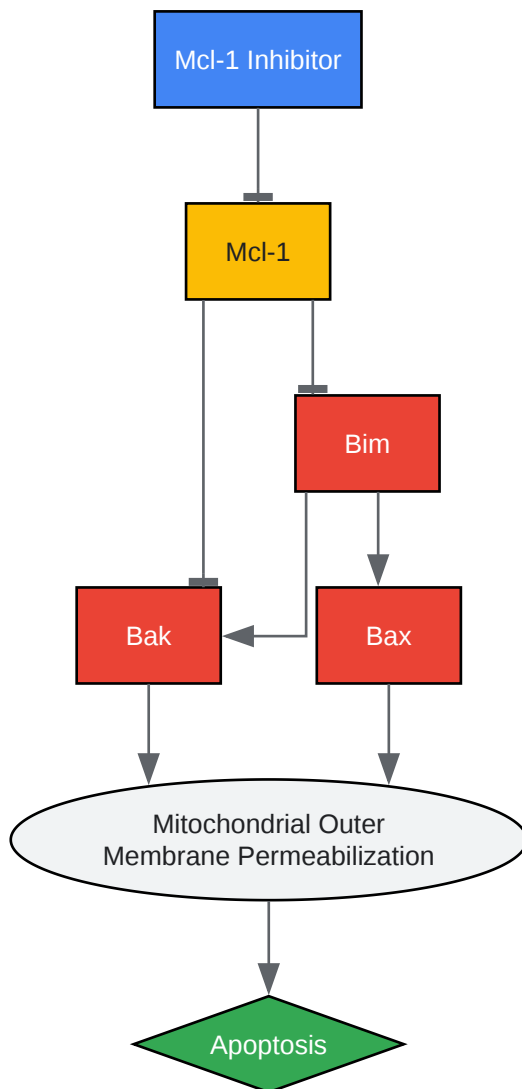 Mcl-1 Inhibitor
Mcl-1
Bim
Bak
Bax
Mitochondrial Outer
Membrane Permeabilization
Apoptosis